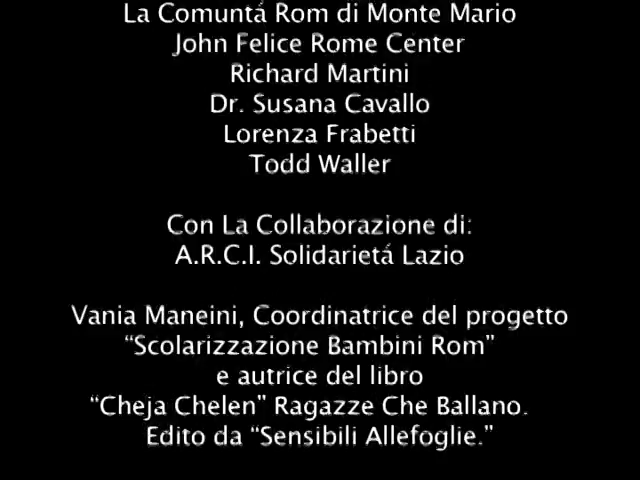 La Comuntá Rom di Monte Mario
John Felice Rome Center
Richard Martini
Dr. Susana Cavallo
Lorenza Frabetti
Todd Waller
Con La Collaborazione di:
A.R.C.I. Solidarietá Lazio
Vania Maneini, Coordinatrice del progetto
“Scolarizzazione Bambini Rom”
e autrice del libro
“Cheja Chelen” Ragazze Che Ballano.
Edito da “Sensibili Allefoglie.”